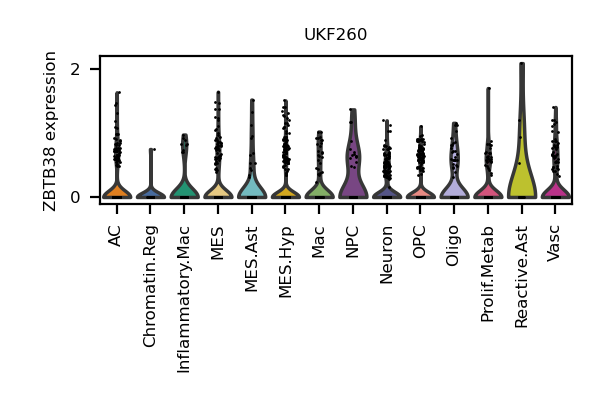 UKF260
ZBTB38 expression
2
0
AC
Chromatin.Reg
Inflammatory.Mac
MES
MES.Ast
MES.Hyp
Mac
NPC
Neuron
OPC
Oligo
Prolif.Metab
Reactive.Ast
Vasc